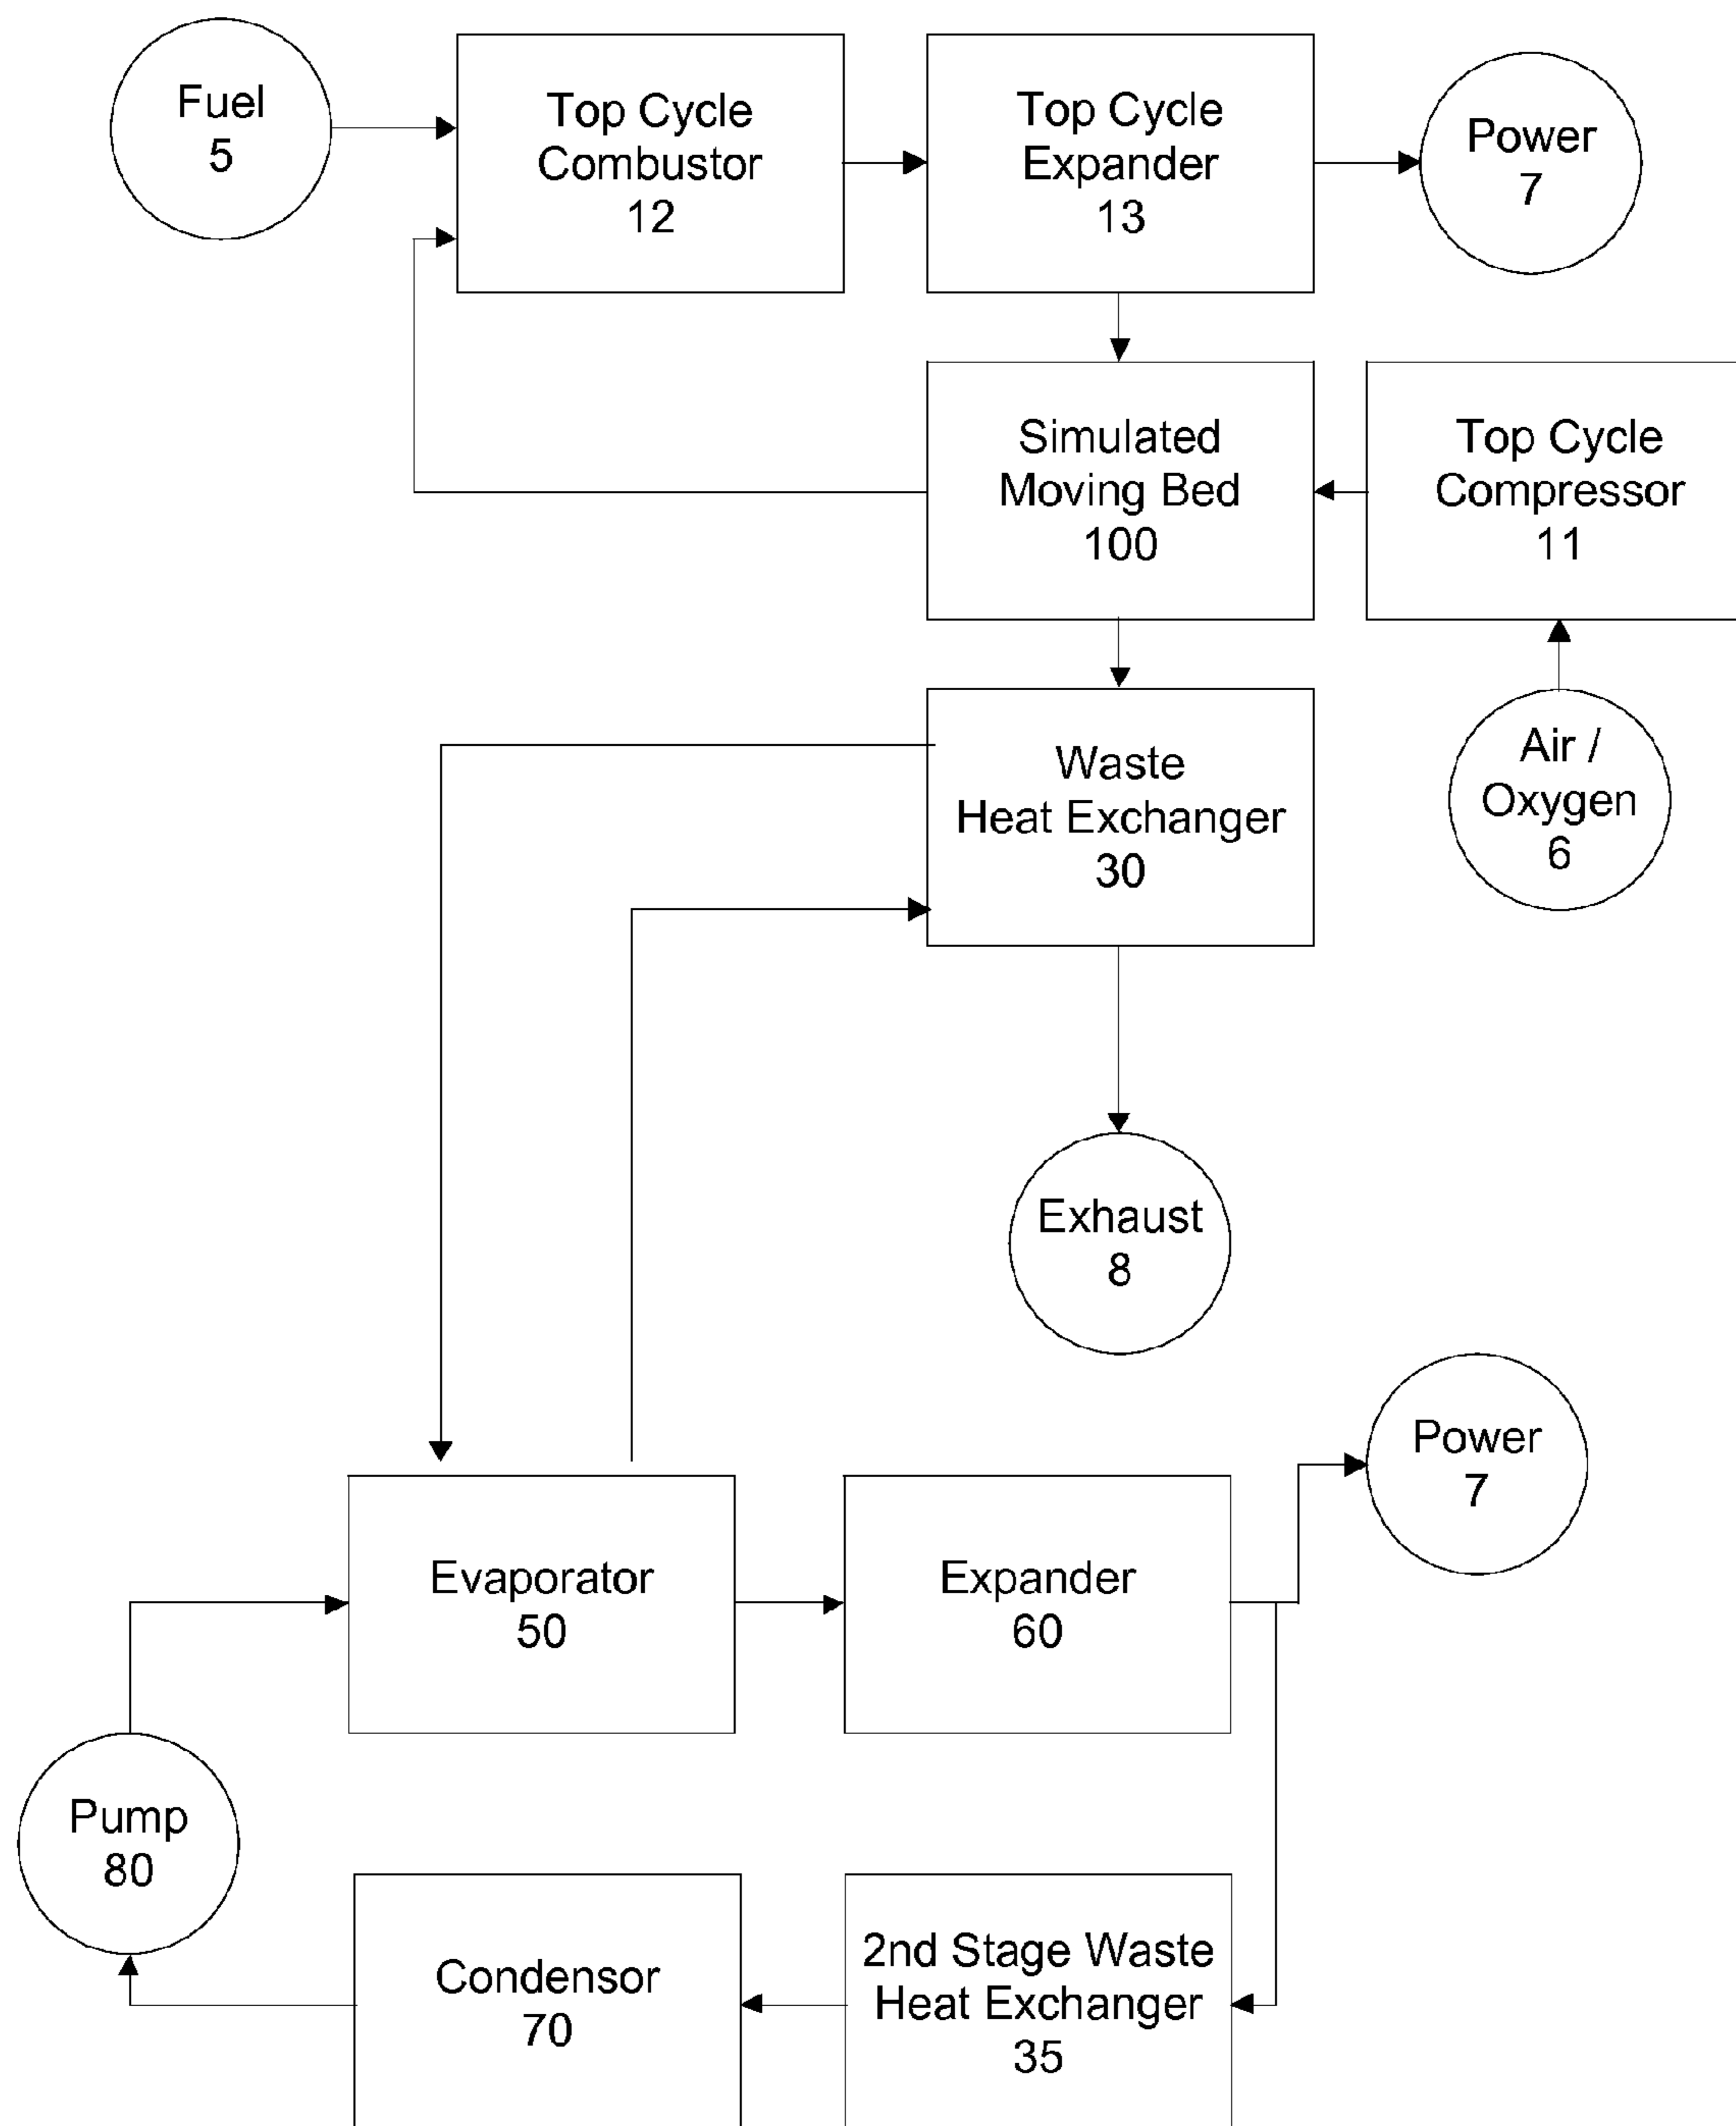 Fuel
5
Top Cycle
Combustor
12
Top Cycle
Expander
13
Power
7
Simulated
Moving Bed
100
Top Cycle
Compressor
11
Waste
Heat Exchanger
30
Air /
Oxygen
6
Exhaust
8
Power
7
Evaporator
50
Expander
60
Pump
80
Condensor
70
2nd Stage Waste
Heat Exchanger
35